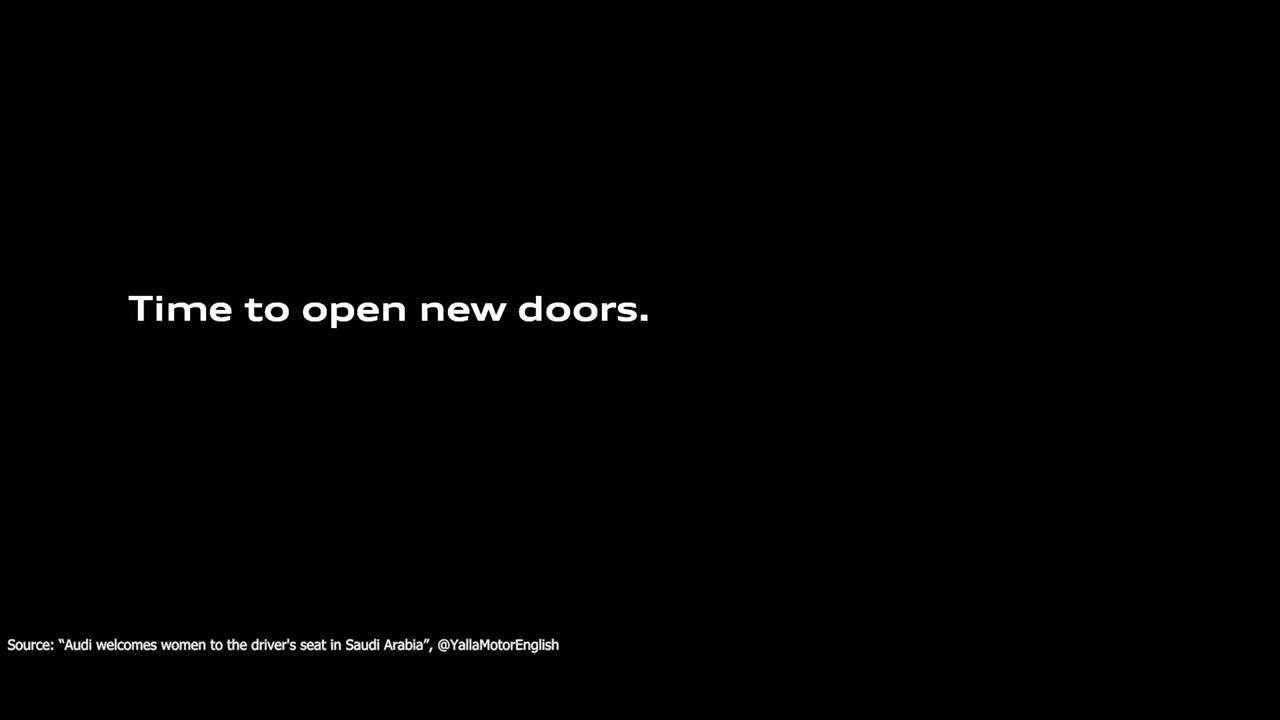 Time to open new doors.
Source: “Audi welcomes women to the driver's seat in Saudi Arabia”, @YallaMotorEnglish